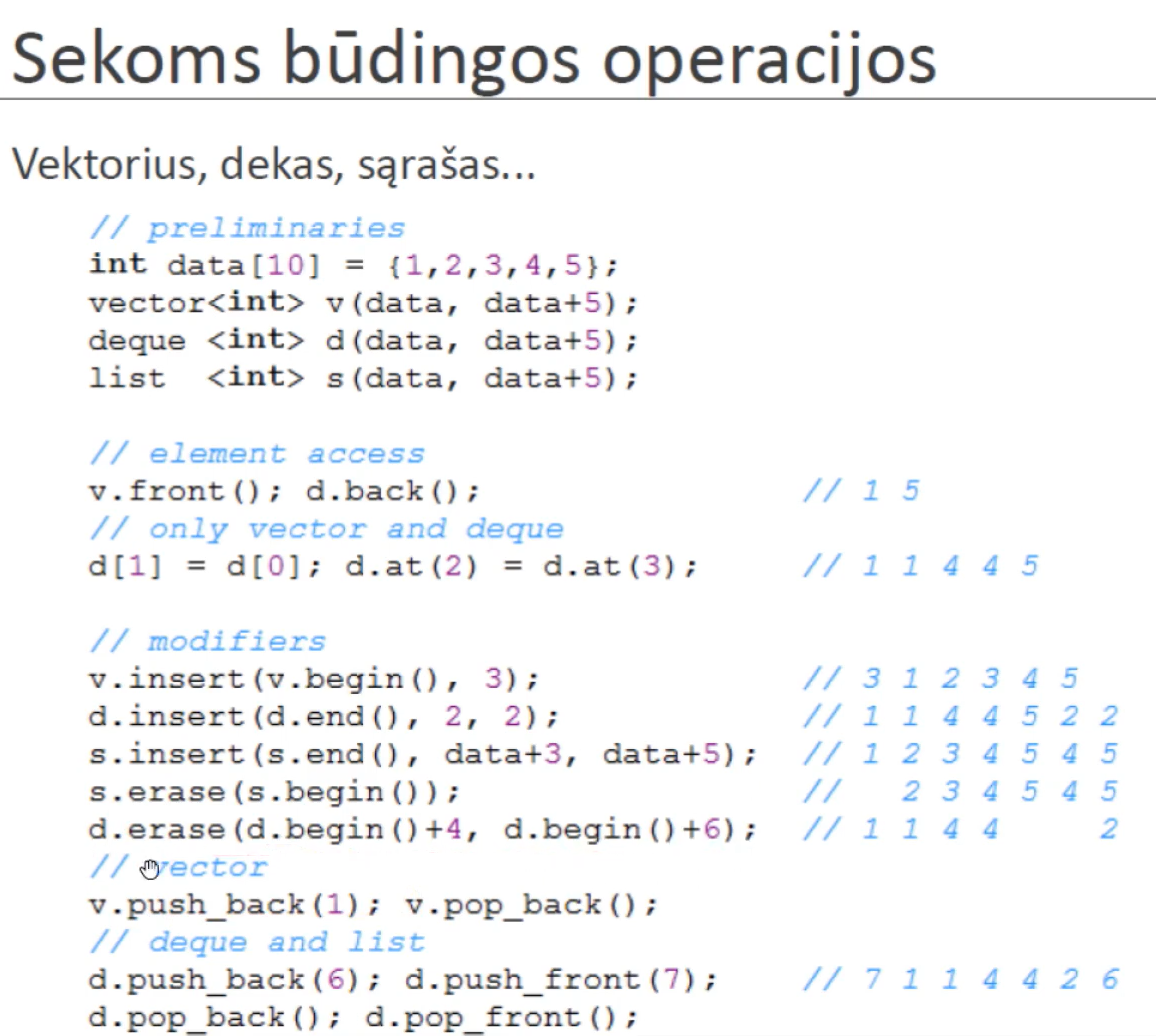 Sekoms būdingos operacijos
Vektorius, dekas, sąrašas...
// preliminaries
int data[10] = {1,2,3,4,5};
vector<int> v(data, data+5);
deque <int> d(data, data+5);
list  <int> s(data, data+5);
// element access
v.front(); d.back(); // 1 5
// only vector and deque
d[1] = d[0]; d.at(2) = d.at(3); // 1 1 4 4 5
// modifiers
v.insert(v.begin(), 3); // 3 1 2 3 4 5
d.insert(d.end(), 2, 2); // 1 1 4 4 5 2 2
s.insert(s.end(), data+3, data+5); // 1 2 3 4 5 4 5
s.erase(s.begin()); //   2 3 4 5 4 5
d.erase(d.begin()+4, d.begin()+6); // 1 1 4 4     2
// vector
v.push_back(1); v.pop_back();
// deque and list
d.push_back(6); d.push_front(7); // 7 1 1 4 4 2 6
d.pop_back(); d.pop_front();